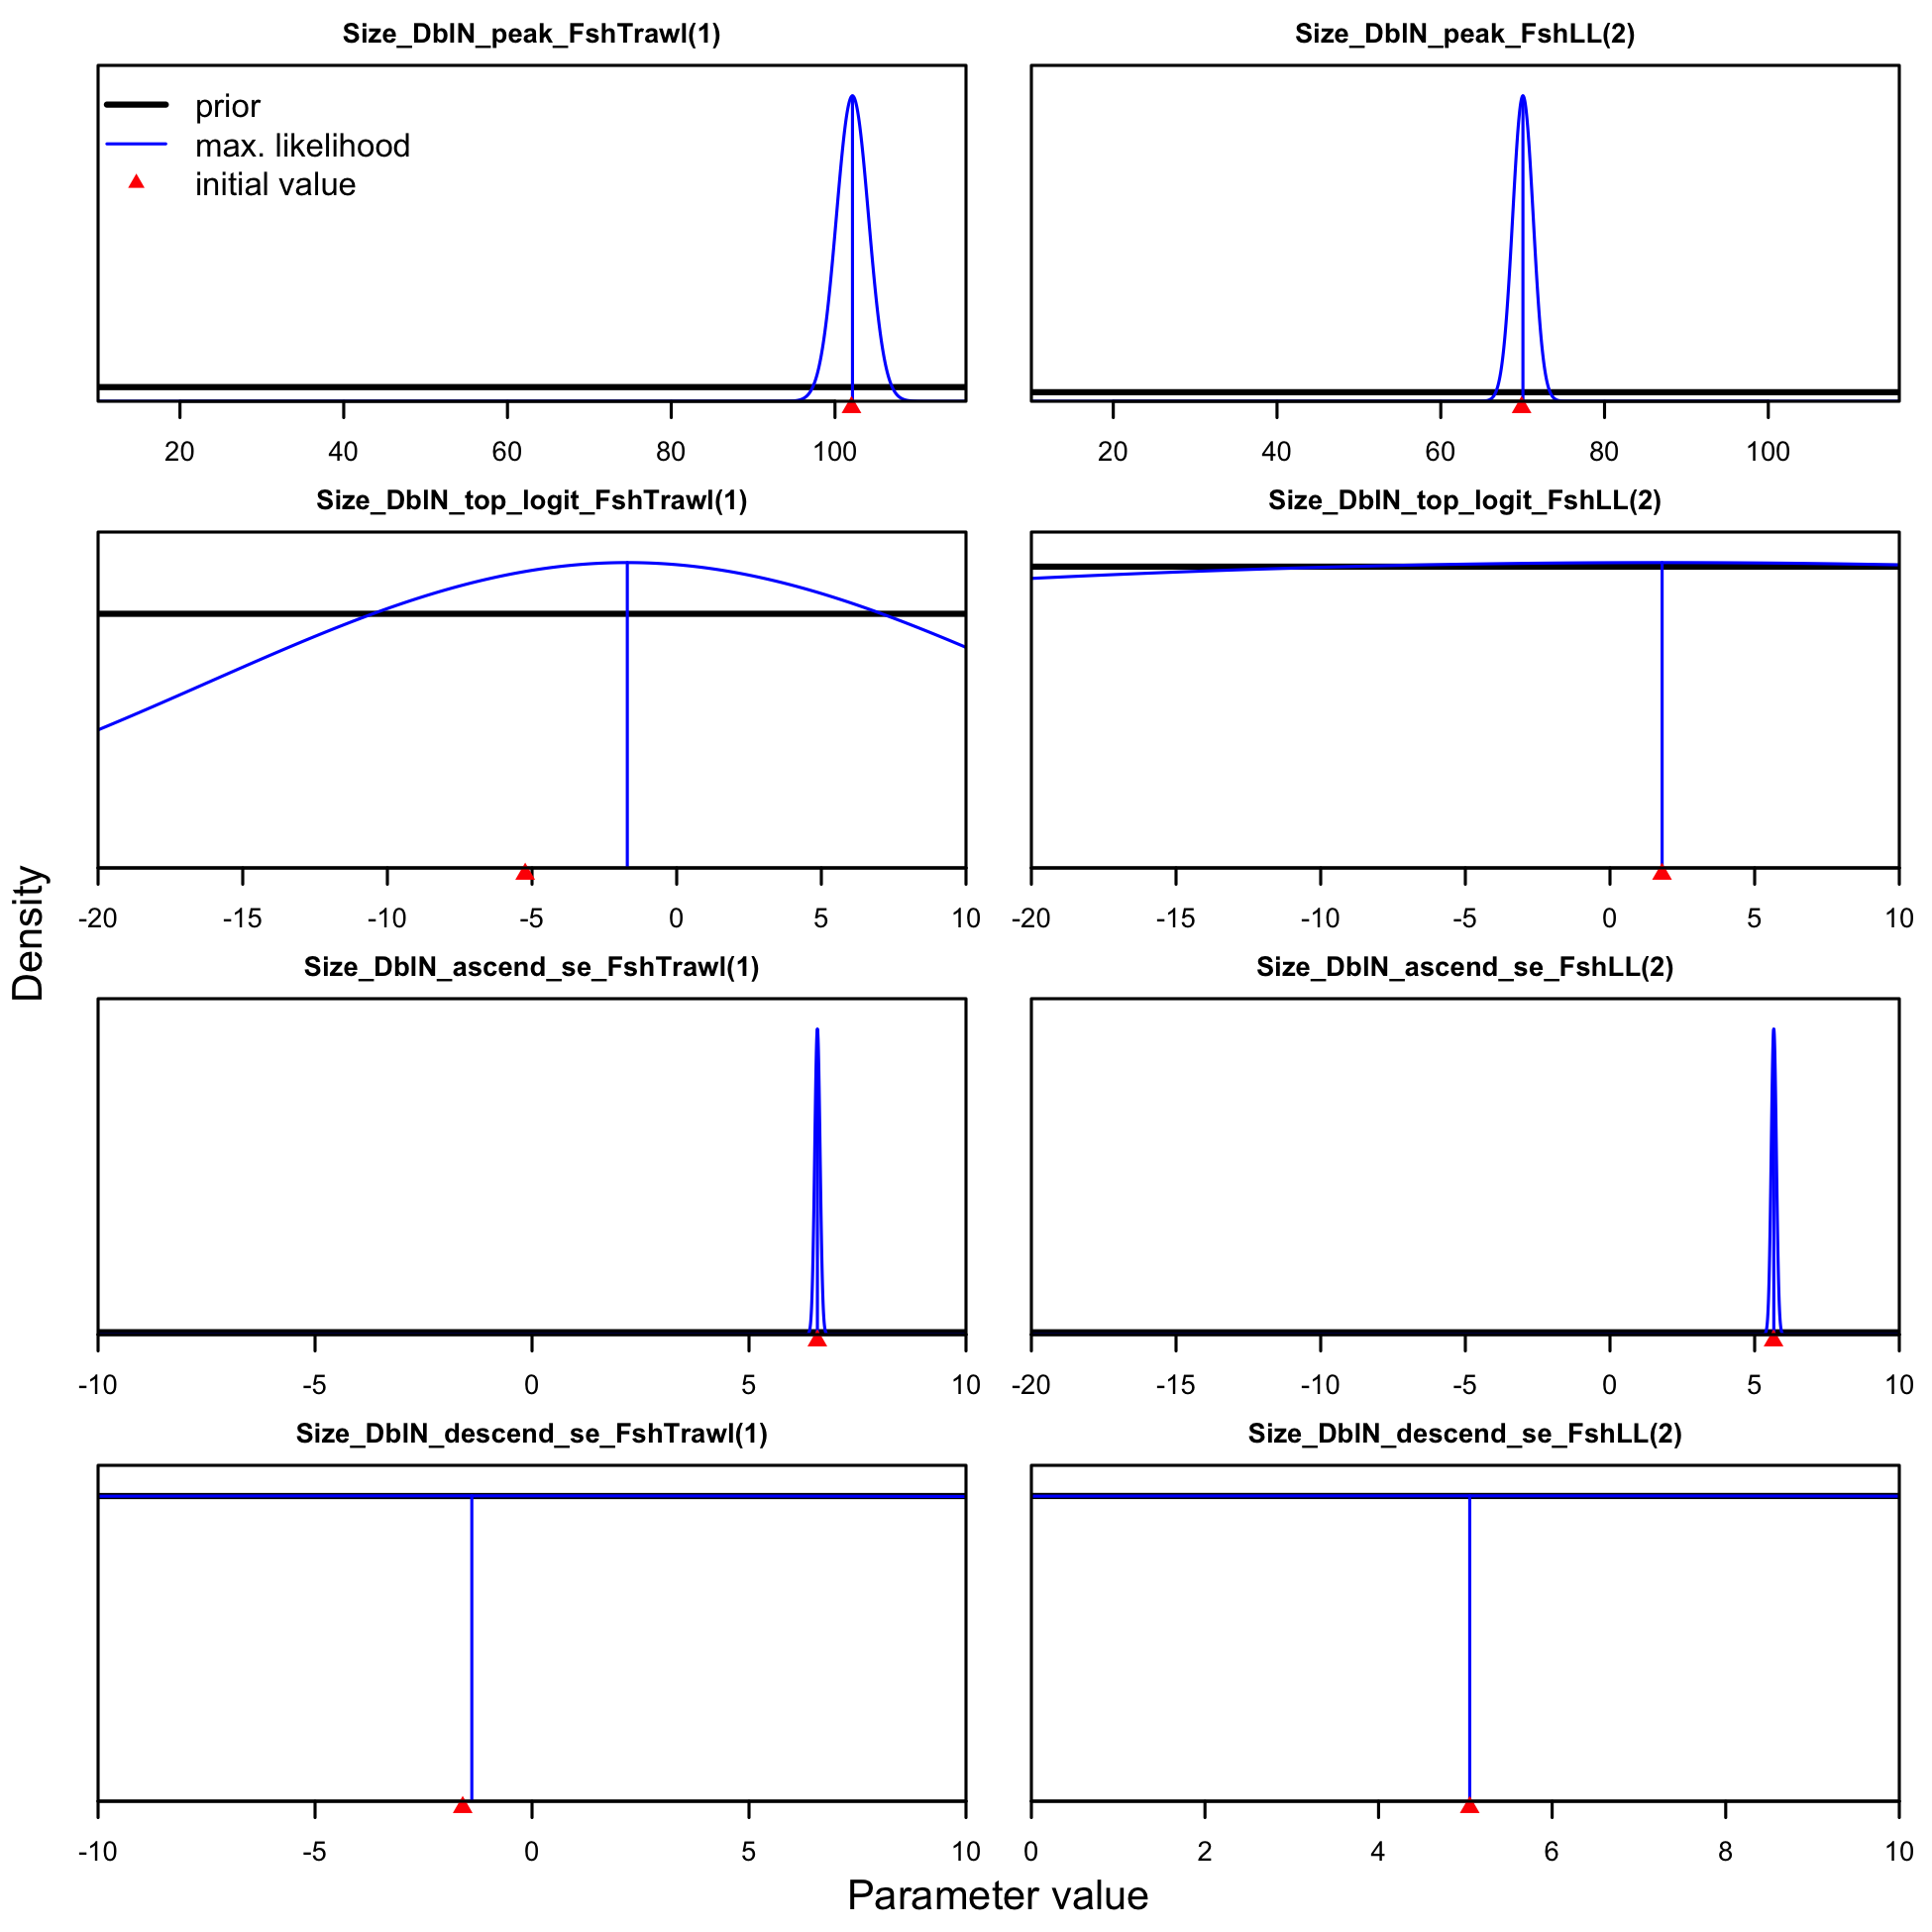 Size_DblN_peak_FshTrawl(1)
Size_DblN_peak_FshLL(2)
prior
max. likelihood
initial value
20 40 60 80 100
20 40 60 80 100
Size_DblN_top_logit_FshTrawl(1)
Size_DblN_top_logit_FshLL(2)
-20 -15 -10 -5 0 5 10
-20 -15 -10 -5 0 5 10
Density
Size_DblN_ascend_se_FshTrawl(1)
Size_DblN_ascend_se_FshLL(2)
-10 -5 0 5 10
-20 -15 -10 -5 0 5 10
Size_DblN_descend_se_FshTrawl(1)
Size_DblN_descend_se_FshLL(2)
-10 -5 0 5 10
0 2 4 6 8 10
Parameter value